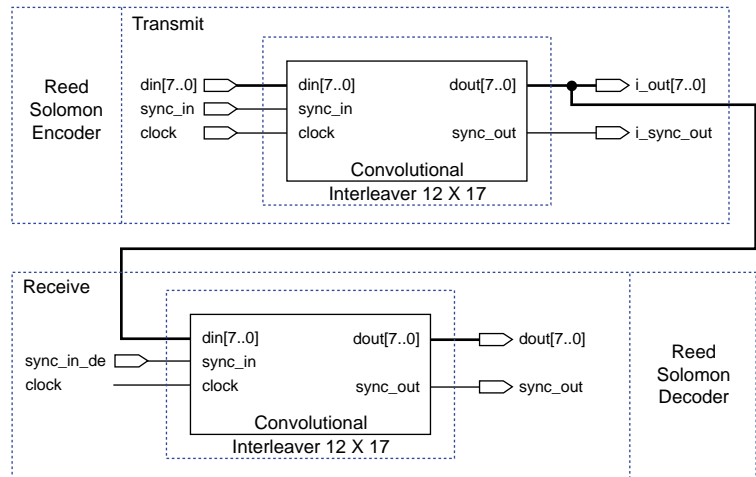 Transmit
Reed
Solomon
Encoder
din[7..0]
sync_in
clock
din[7..0]
sync_in
clock
dout[7..0]
sync_out
Convolutional
Interleaver 12 X 17
i_out[7..0]
i_sync_out
Receive
sync_in_de
clock
din[7..0]
sync_in
clock
dout[7..0]
sync_out
Convolutional
Interleaver 12 X 17
dout[7..0]
sync_out
Reed
Solomon
Decoder